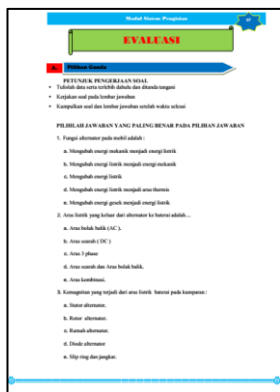 Modul Sistem Pengisian
EVALUASI
A. Pilihan Ganda
PETUNJUK PENGERJAAN SOAL
• Tulislah data serta terlebih dahulu dan ditanda tangani
• Kerjakan soal pada lembar jawaban
• Kumpulkan soal dan lembar jawaban setelah waktu selesai
PILIHLAH JAWABAN YANG PALING BENAR PADA PILIHAN JAWABAN
1. Fungsi alternator pada mobil adalah :
a. Mengubah energi mekanik menjadi energi listrik
b. Mengubah energi listrik menjadi energi mekanik
c. Mengubah energi listrik
d. Mengubah energi listrik menjadi arus thermis
e. Mengubah energi gesek menjadi energi listrik
2. Arus listrik yang keluar dari alternator ke baterai adalah...
a. Arus bolak balik (AC ).
b. Arus searah ( DC )
c. Arus 3 phase
d. Arus searah dan Arus bolak balik.
e. Arus kombinasi.
3. Kemagnitan yang terjadi dari arus listrik baterai pada kumparan :
a. Stator alternator.
b. Rotor alternator.
c. Rumah alternator.
d. Diode alternator
e. Slip ring dan jangkar.